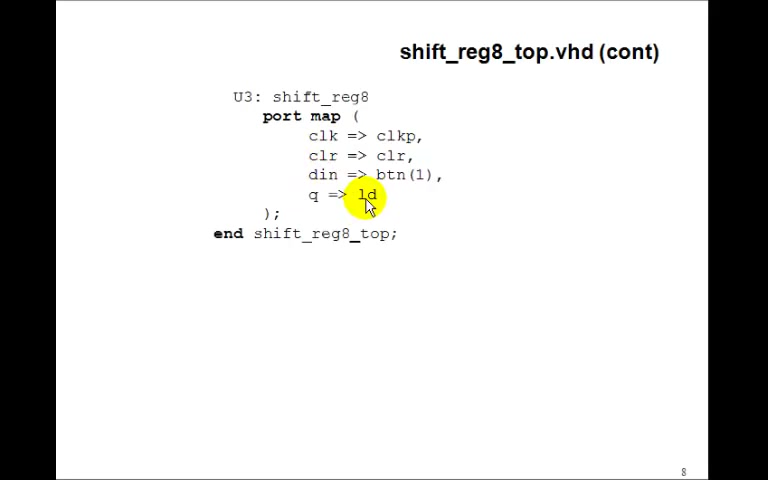 shift_reg8_top.vhd (cont)
U3: shift_reg8
port map (
clk => clkp,
clr => clr,
din => btn(1),
q => ld
);
end shift_reg8_top;
8